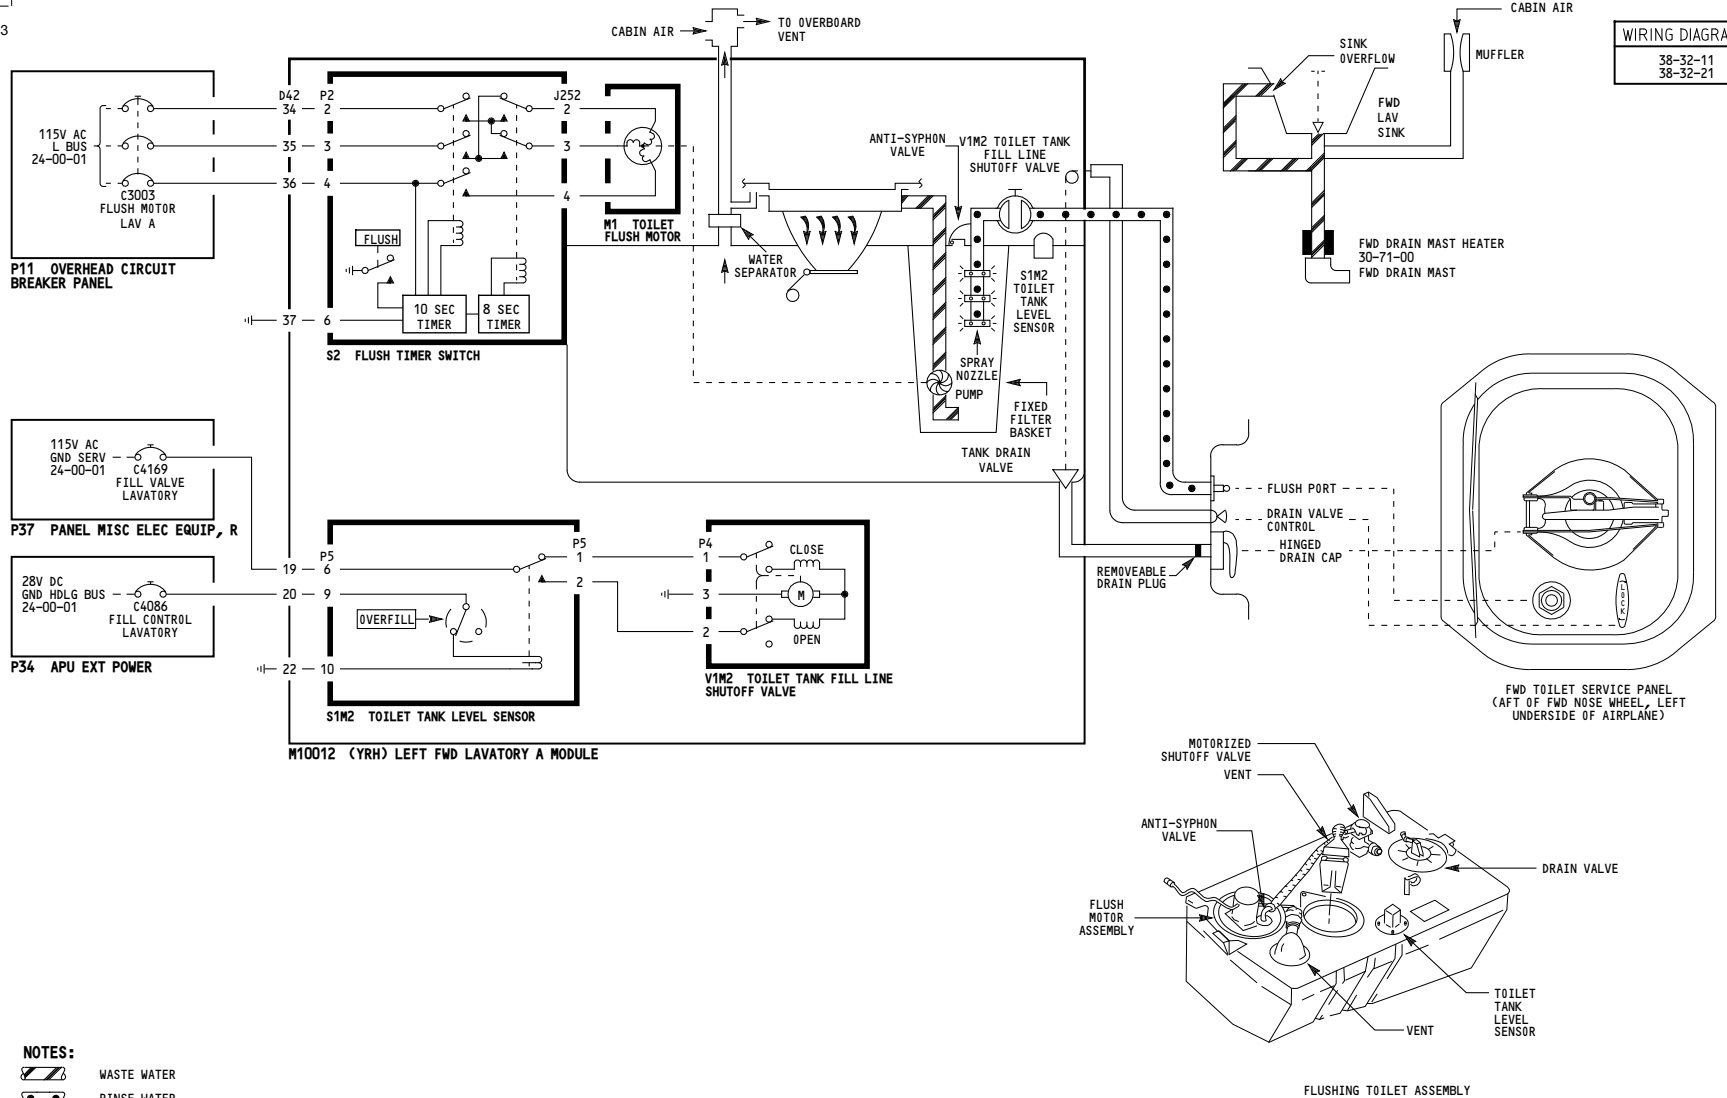 3
CABIN AIR
TO OVERBOARD
VENT
CABIN AIR
MUFFLER
SINK
OVERFLOW
FWD
LAV
SINK
WIRING DIAGRA
38-32-11
38-32-21
115V AC
L BUS
24-00-01
C3003
FLUSH MOTOR
LAV A
P11 OVERHEAD CIRCUIT
BREAKER PANEL
D42 P2
34 2
35 3
36 4
37 6
J252
2
3
4
FLUSH
10 SEC
TIMER
8 SEC
TIMER
S2 FLUSH TIMER SWITCH
M1 TOILET
FLUSH MOTOR
WATER
SEPARATOR
ANTI-SYPHON
VALVE
V1M2 TOILET TANK
FILL LINE
SHUTOFF VALVE
S1M2
TOILET
TANK
LEVEL
SENSOR
SPRAY
NOZZLE
PUMP
FIXED
FILTER
BASKET
TANK DRAIN
VALVE
FWD DRAIN MAST HEATER
30-71-00
FWD DRAIN MAST
115V AC
GND SERV
24-00-01
C4169
FILL VALVE
LAVATORY
P37 PANEL MISC ELEC EQUIP, R
28V DC
GND HDLG BUS
24-00-01
C4086
FILL CONTROL
LAVATORY
P34 APU EXT POWER
P5
19 6
20 9
22 10
OVERFILL
P5
1
2
S1M2 TOILET TANK LEVEL SENSOR
P4
1
3
2
CLOSE
M
OPEN
V1M2 TOILET TANK FILL LINE
SHUTOFF VALVE
M10012 (YRH) LEFT FWD LAVATORY A MODULE
FLUSH PORT
DRAIN VALVE
CONTROL
HINGED
DRAIN CAP
REMOVEABLE
DRAIN PLUG
LOCK
FWD TOILET SERVICE PANEL
(AFT OF FWD NOSE WHEEL, LEFT
UNDERSIDE OF AIRPLANE)
MOTORIZED
SHUTOFF VALVE
VENT
ANTI-SYPHON
VALVE
DRAIN VALVE
FLUSH
MOTOR
ASSEMBLY
TOILET
TANK
LEVEL
SENSOR
VENT
FLUSHING TOILET ASSEMBLY
NOTES:
WASTE WATER
RINSE WATER